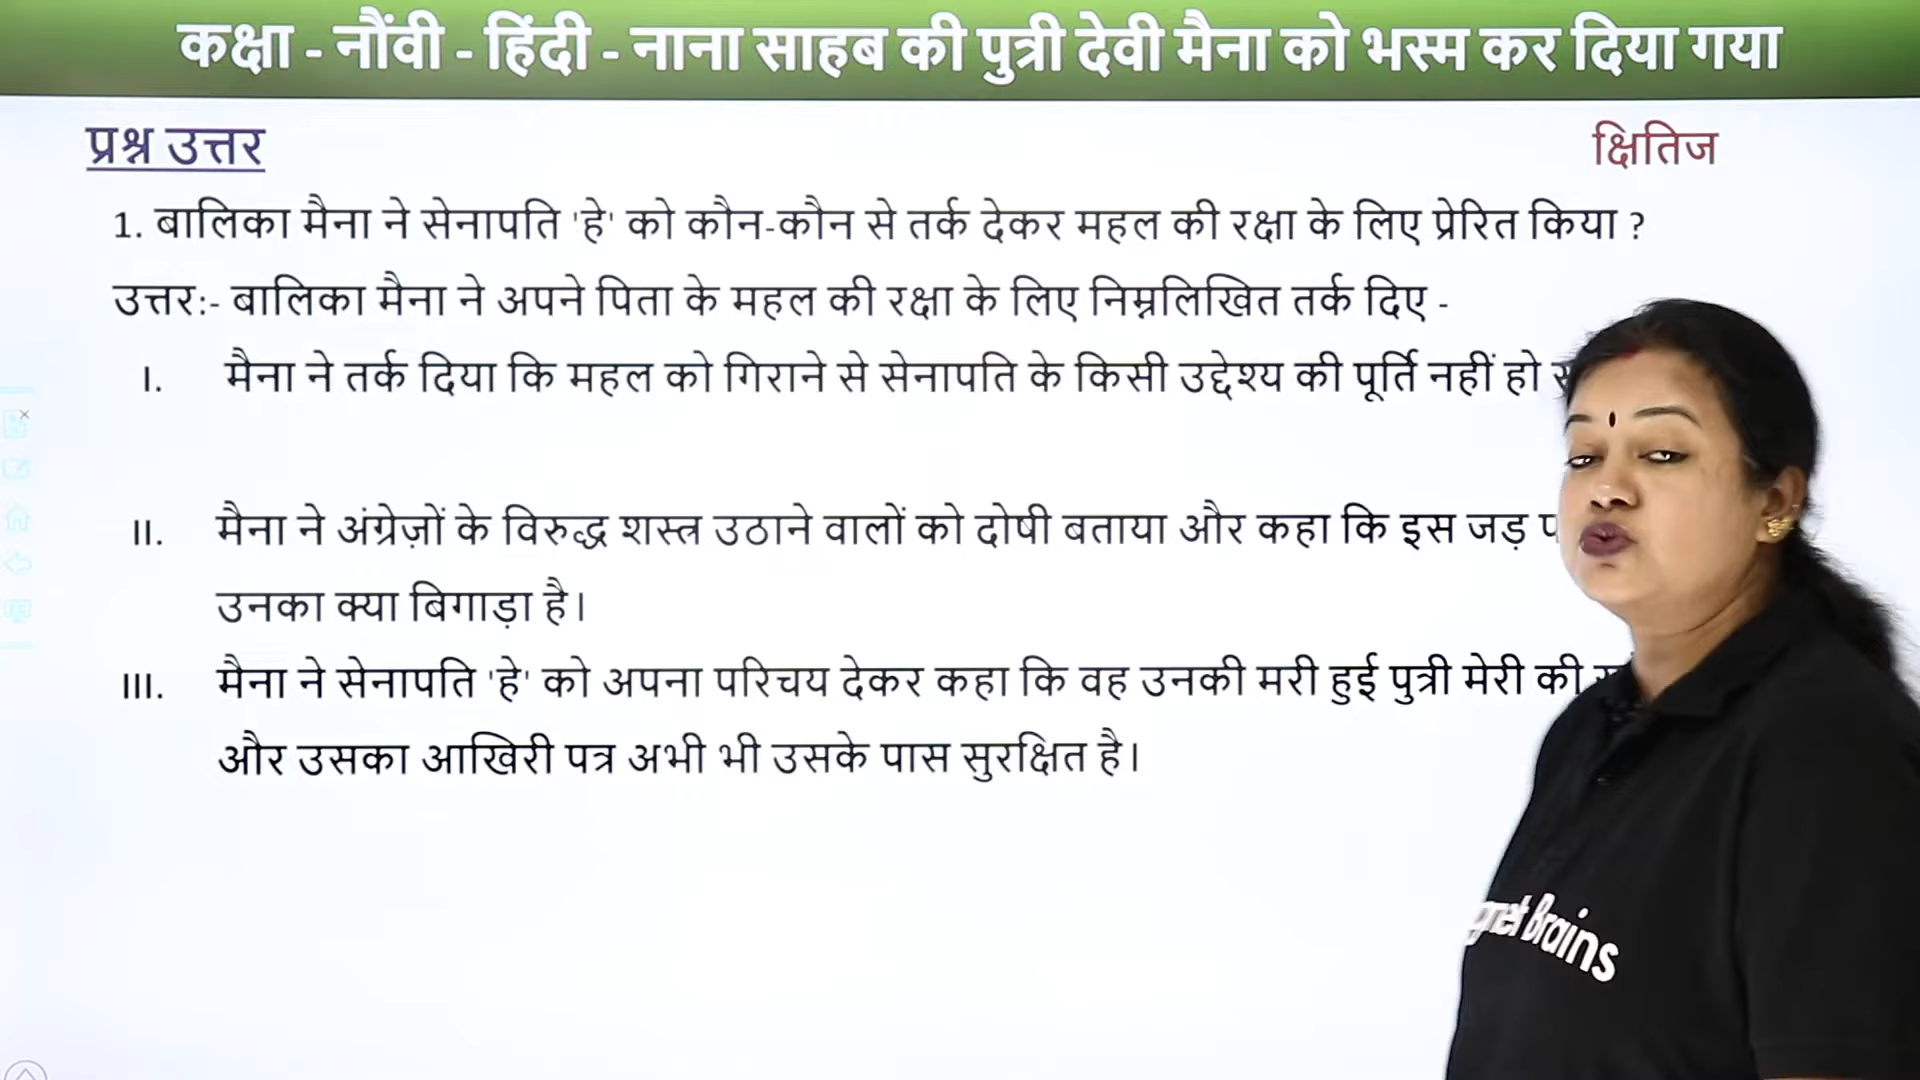 कक्षा - नौंवी - हिंदी - नाना साहब की पुत्री देवी मैना को भस्म कर दिया गया
प्रश्न उत्तर
क्षितिज
1. बालिका मैना ने सेनापति 'हे' को कौन-कौन से तर्क देकर महल की रक्षा के लिए प्रेरित किया ?
उत्तर:- बालिका मैना ने अपने पिता के महल की रक्षा के लिए निम्नलिखित तर्क दिए -
I. मैना ने तर्क दिया कि महल को गिराने से सेनापति के किसी उद्देश्य की पूर्ति नहीं हो
II. मैना ने अंग्रेज़ों के विरुद्ध शस्त्र उठाने वालों को दोषी बताया और कहा कि इस जड़
उनका क्या बिगाड़ा है।
III. मैना ने सेनापति 'हे' को अपना परिचय देकर कहा कि वह उनकी मरी हुई पुत्री मेरी की
और उसका आखिरी पत्र अभी भी उसके पास सुरक्षित है।
Brains